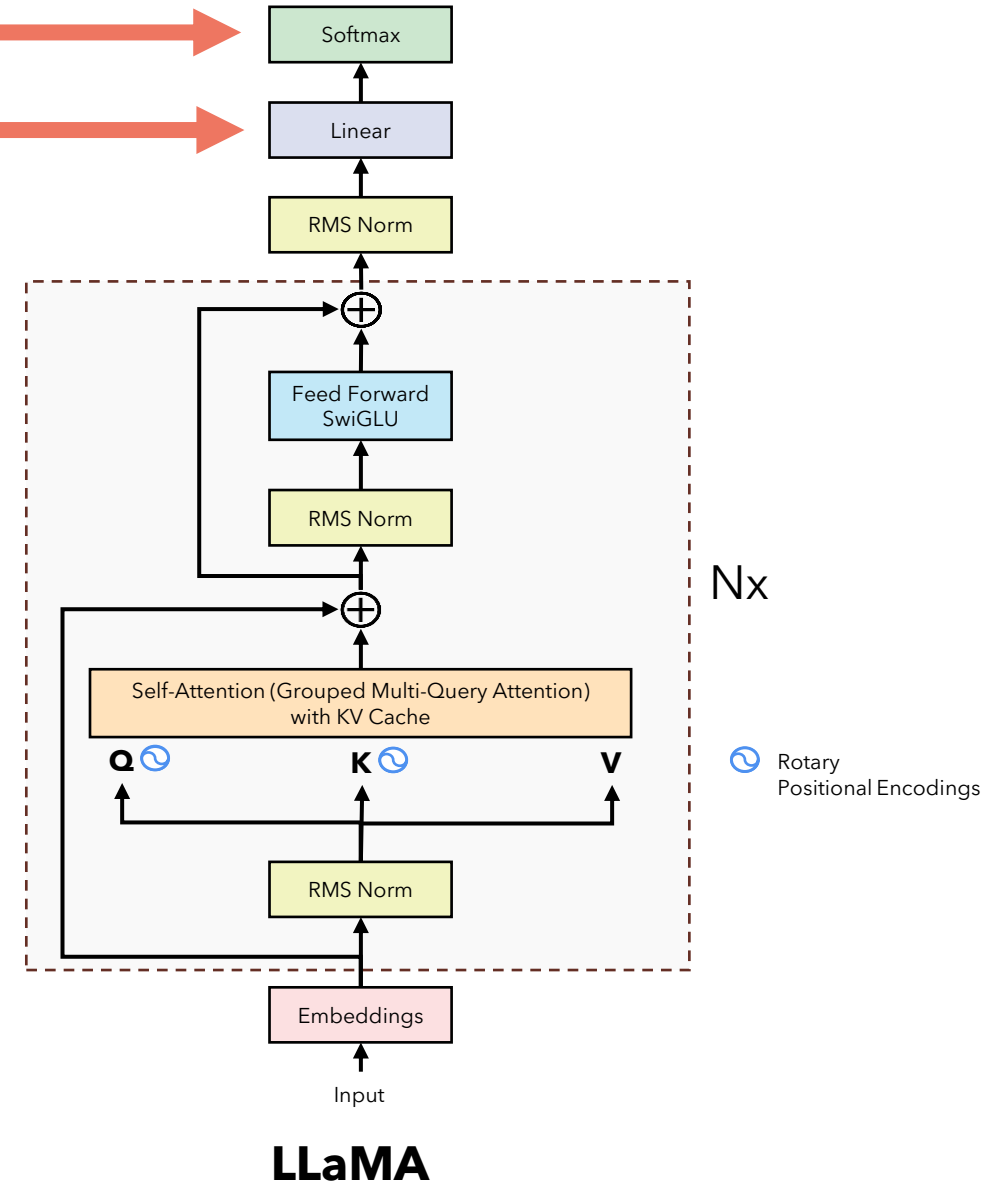 Softmax
Linear
RMS Norm
Feed Forward
SwiGLU
RMS Norm
Nx
Self-Attention (Grouped Multi-Query Attention)
with KV Cache
Q
K
V
Rotary
Positional Encodings
RMS Norm
Embeddings
Input
LLaMA